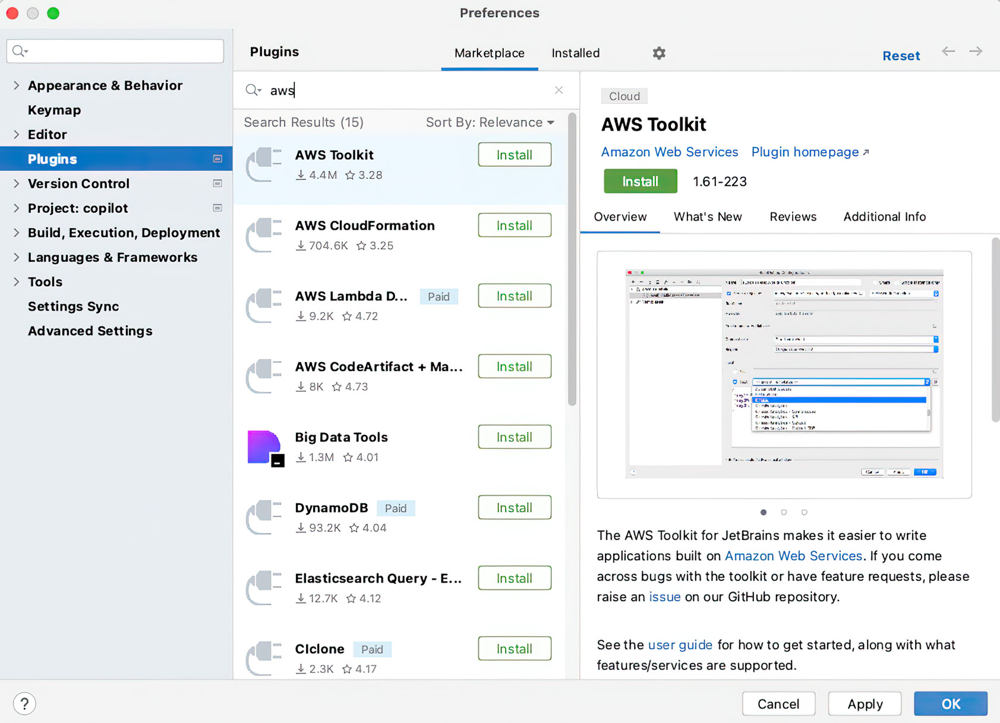 Preferences
Appearance & Behavior
Keymap
Editor
Plugins
Version Control
Project: copilot
Build, Execution, Deployment
Languages & Frameworks
Tools
Settings Sync
Advanced Settings
Plugins
Marketplace
Installed
Reset
aws
Search Results (15)
Sort By: Relevance
AWS Toolkit
Install
4.4M 3.28
AWS CloudFormation
Install
704.6K 3.25
AWS Lambda D... Paid
Install
9.2K 4.72
AWS CodeArtifact + Ma...
Install
8K 4.73
Big Data Tools
Install
1.3M 4.01
DynamoDB Paid
Install
93.2K 4.04
Elasticsearch Query - E...
Install
12.7K 4.12
CIclone Paid
Install
2.3K 4.17
Cloud
AWS Toolkit
Amazon Web Services Plugin homepage ↗
Install 1.61-223
Overview What's New Reviews Additional Info
The AWS Toolkit for JetBrains makes it easier to write
applications built on Amazon Web Services. If you come
across bugs with the toolkit or have feature requests, please
raise an issue on our GitHub repository.
See the user guide for how to get started, along with what
features/services are supported.
?
Cancel
Apply
OK